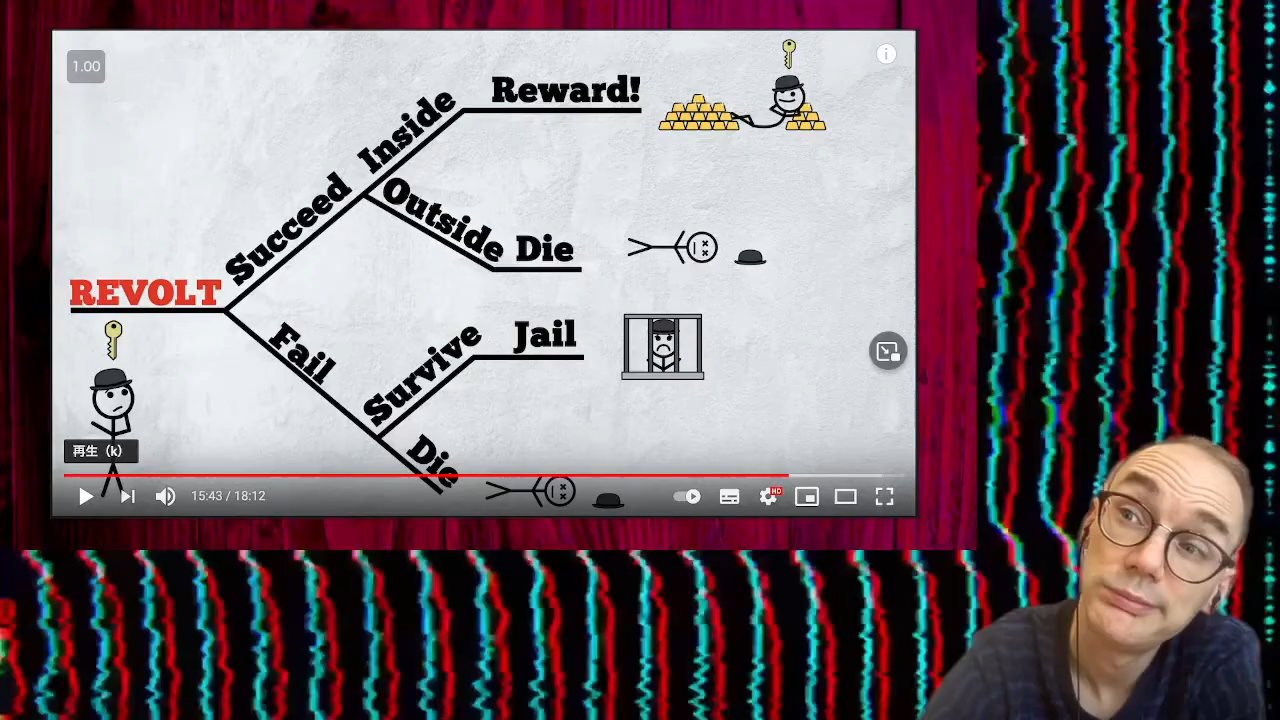 1.00
Reward!
Succeed Inside
Outside Die
REVOLT
Fail
Survive Jail
Die
再生（k）
15:43 / 18:12
HD